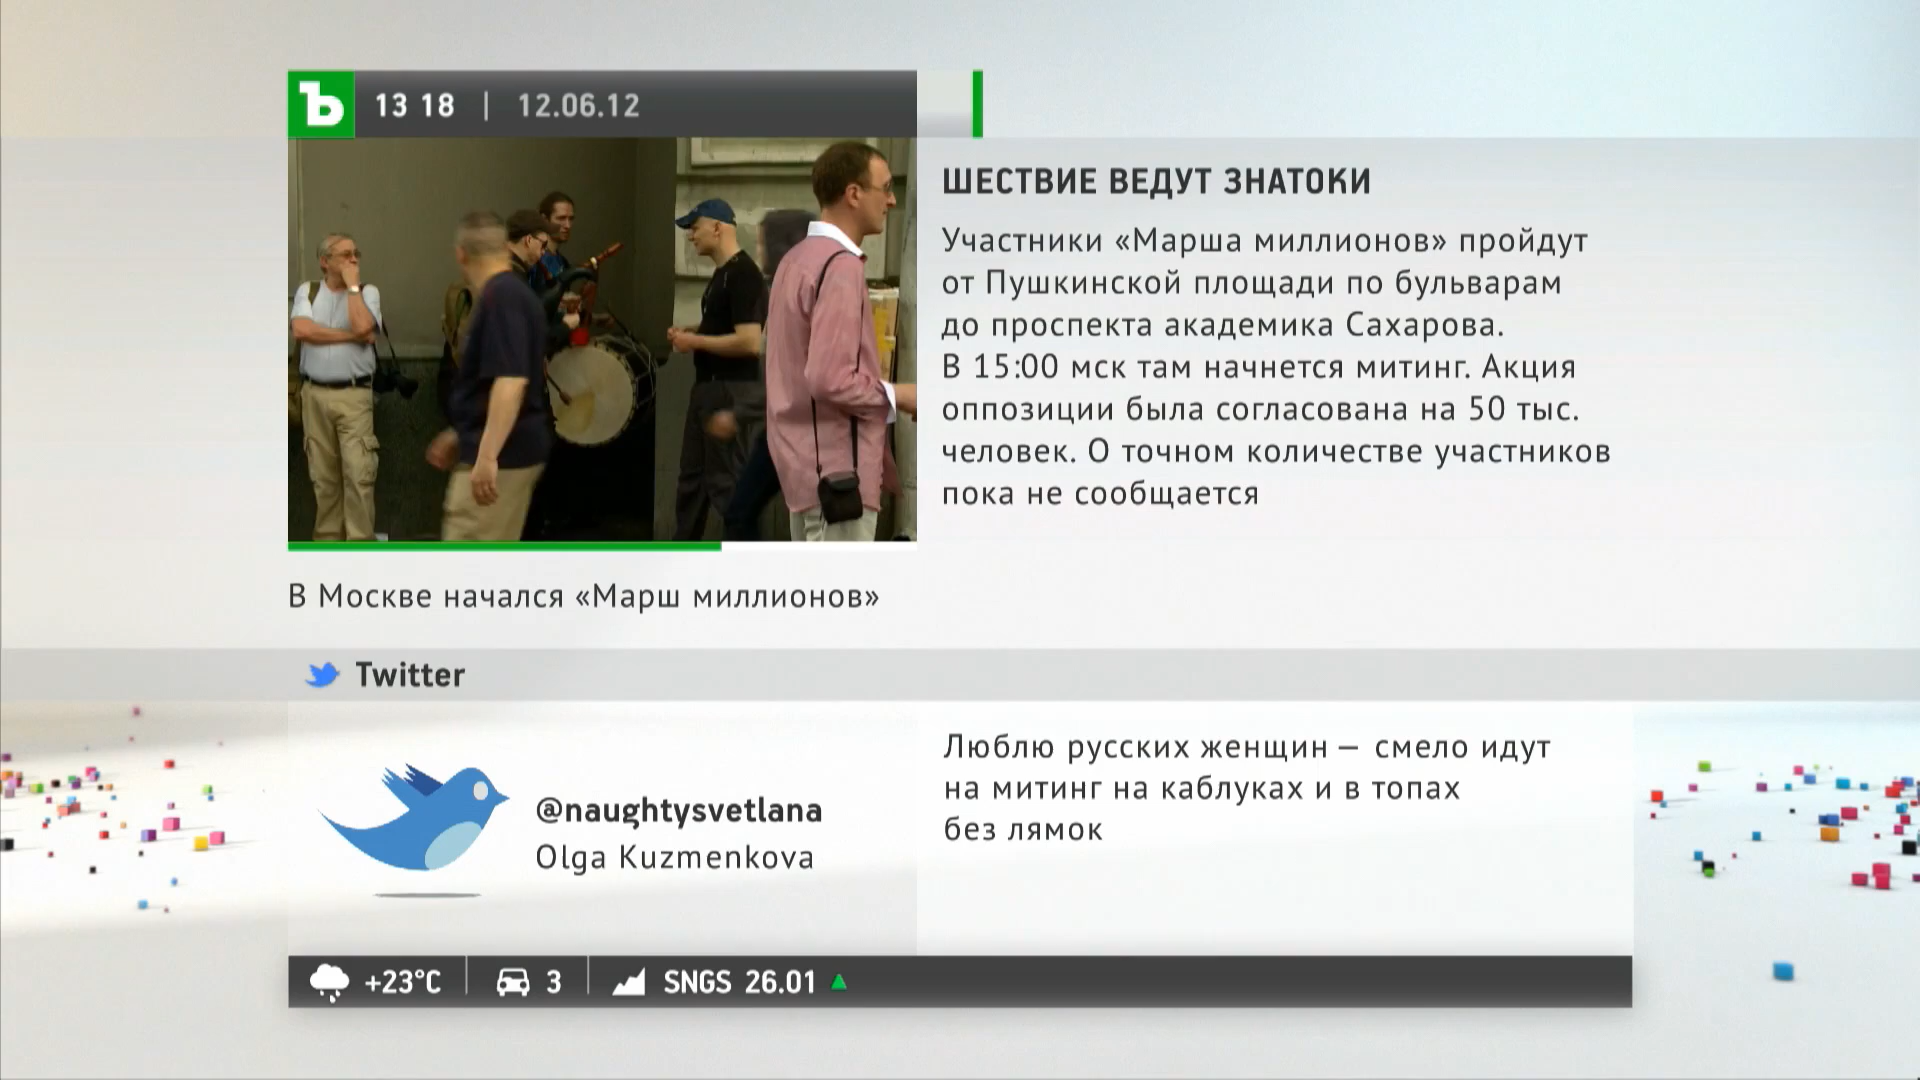 Ъ 13 18 | 12.06.12
ШЕСТВИЕ ВЕДУТ ЗНАТОКИ
Участники «Марша миллионов» пройдут
от Пушкинской площади по бульварам
до проспекта академика Сахарова.
В 15:00 мск там начнется митинг. Акция
оппозиции была согласована на 50 тыс.
человек. О точном количестве участников
пока не сообщается
В Москве начался «Марш миллионов»
Twitter
@naughtysvetlana
Olga Kuzmenkova
Люблю русских женщин — смело идут
на митинг на каблуках и в топах
без лямок
+23°C 3 SNGS 26.01